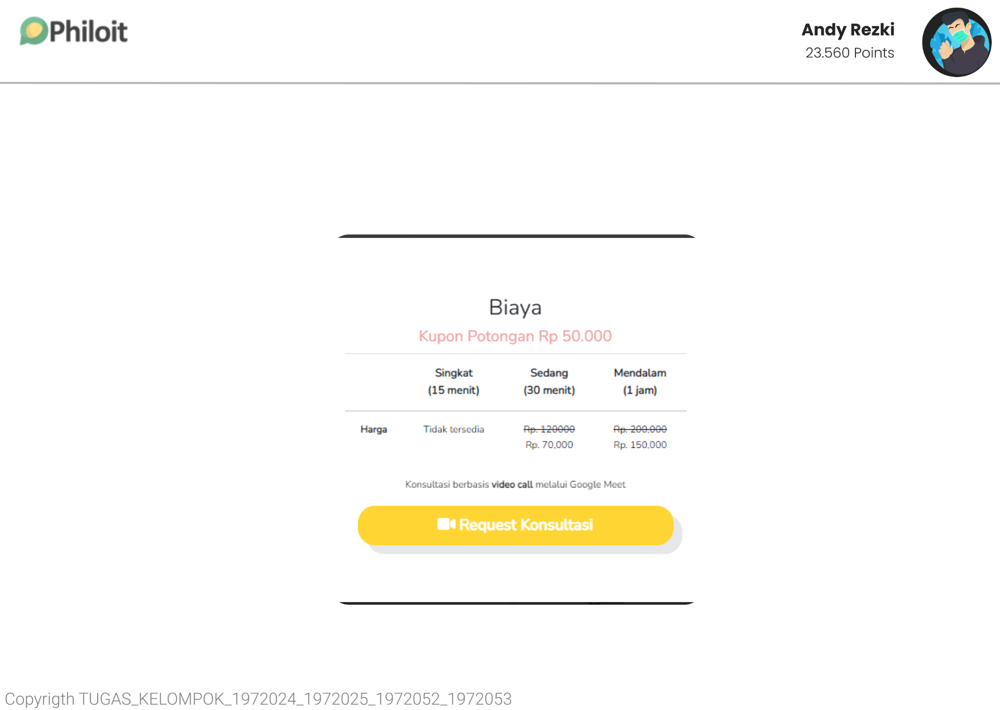 Philoit
Andy Rezki
23.560 Points
Biaya
Kupon Potongan Rp 50.000
Singkat Sedang Mendalam
(15 menit) (30 menit) (1 jam)
Harga Tidak tersedia Rp. 120000 Rp. 200,000
Rp. 70,000 Rp. 150,000
Konsultasi berbasis video call melalui Google Meet
Request Konsultasi
Copyrigth TUGAS_KELOMPOK_1972024_1972025_1972052_1972053